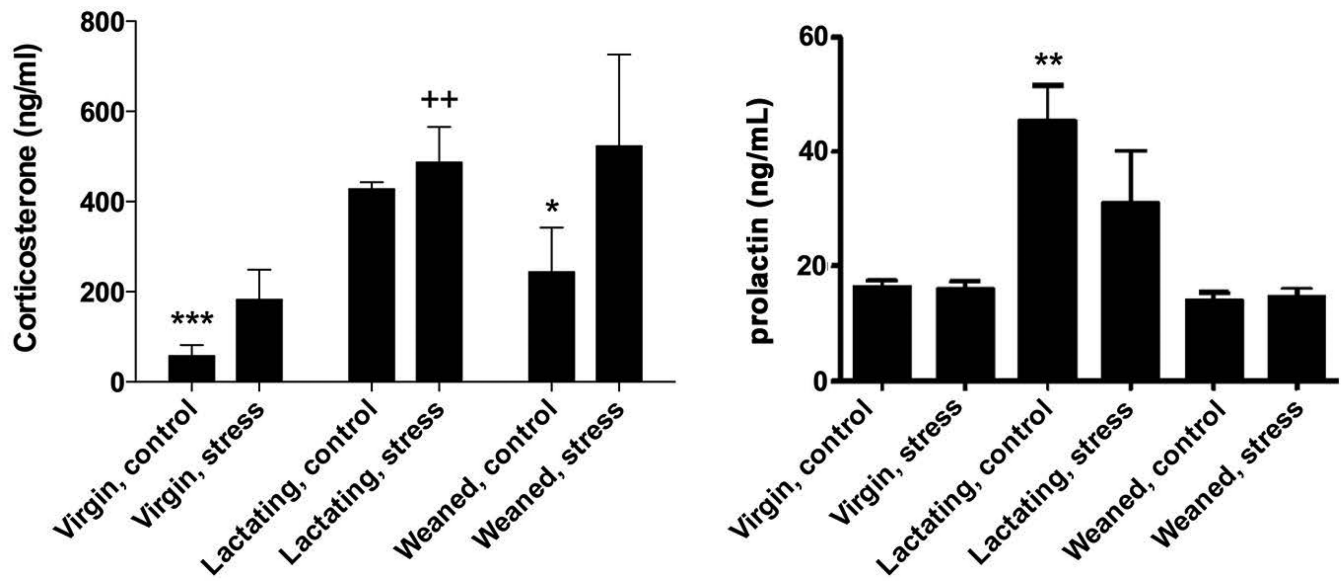 Corticosterone (ng/ml)
800
600
400
200
0
***
++
*
Virgin, control
Virgin, stress
Lactating, control
Lactating, stress
Weaned, control
Weaned, stress
prolactin (ng/mL)
60
40
20
0
**
Virgin, control
Virgin, stress
Lactating, control
Lactating, stress
Weaned, control
Weaned, stress